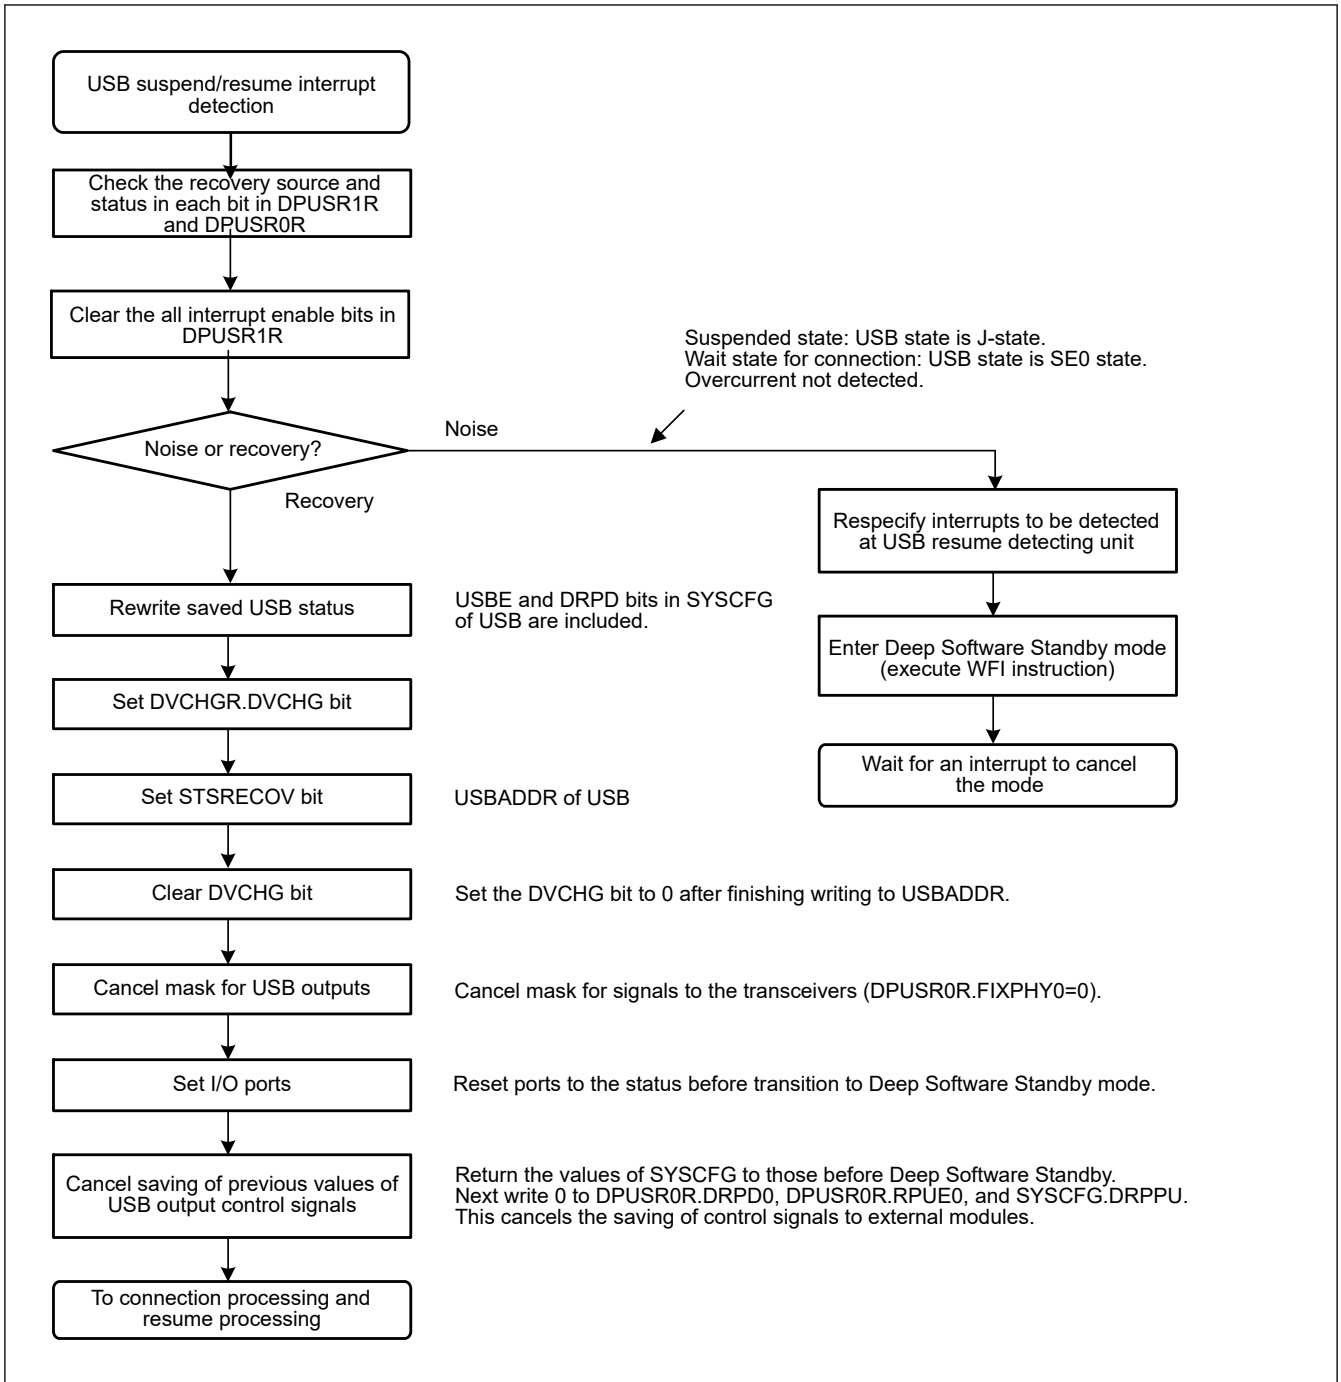 USB suspend/resume interrupt
detection
Check the recovery source and
status in each bit in DPUSR1R
and DPUSR0R
Clear the all interrupt enable bits in
DPUSR1R
Suspended state: USB state is J-state.
Wait state for connection: USB state is SE0 state.
Overcurrent not detected.
Noise or recovery?
Noise
Recovery
Respecify interrupts to be detected
at USB resume detecting unit
Enter Deep Software Standby mode
(execute WFI instruction)
Wait for an interrupt to cancel
the mode
Rewrite saved USB status
USBE and DRPD bits in SYSCFG
of USB are included.
Set DVCHGR.DVCHG bit
Set STSRECOV bit
USBADDR of USB
Clear DVCHG bit
Set the DVCHG bit to 0 after finishing writing to USBADDR.
Cancel mask for USB outputs
Cancel mask for signals to the transceivers (DPUSR0R.FIXPHY0=0).
Set I/O ports
Reset ports to the status before transition to Deep Software Standby mode.
Cancel saving of previous values of
USB output control signals
Return the values of SYSCFG to those before Deep Software Standby.
Next write 0 to DPUSR0R.DRPD0, DPUSR0R.RPUE0, and SYSCFG.DRPPU.
This cancels the saving of control signals to external modules.
To connection processing and
resume processing